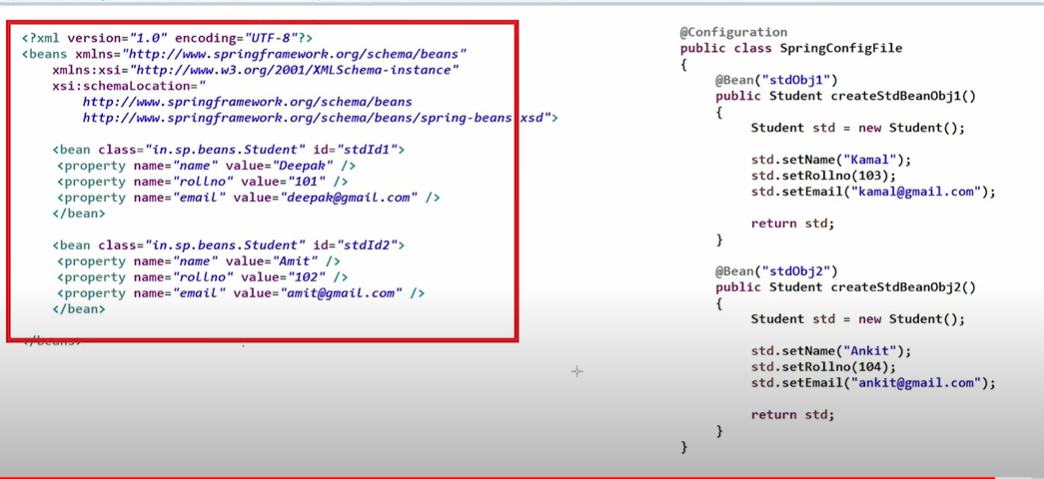 <?xml version="1.0" encoding="UTF-8"?>
<beans xmlns="http://www.springframework.org/schema/beans"
xmlns:xsi="http://www.w3.org/2001/XMLSchema-instance"
xsi:schemaLocation="
http://www.springframework.org/schema/beans
http://www.springframework.org/schema/beans/spring-beans.xsd">
<bean class="in.sp.beans.Student" id="stdId1">
<property name="name" value="Deepak" />
<property name="rollno" value="101" />
<property name="email" value="deepak@gmail.com" />
</bean>
<bean class="in.sp.beans.Student" id="stdId2">
<property name="name" value="Amit" />
<property name="rollno" value="102" />
<property name="email" value="amit@gmail.com" />
</bean>
</beans>
@Configuration
public class SpringConfigFile
{
@Bean("stdObj1")
public Student createStdBeanObj1()
{
Student std = new Student();
std.setName("Kamal");
std.setRollno(103);
std.setEmail("kamal@gmail.com");
return std;
}
@Bean("stdObj2")
public Student createStdBeanObj2()
{
Student std = new Student();
std.setName("Ankit");
std.setRollno(104);
std.setEmail("ankit@gmail.com");
return std;
}
}